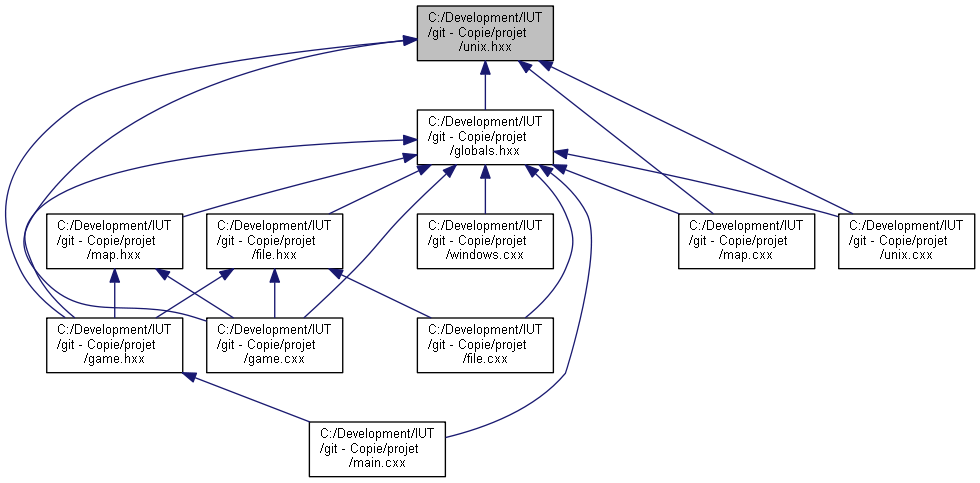 C:/Development/IUT
/git - Copie/projet
/unix.hxx
C:/Development/IUT
/git - Copie/projet
/globals.hxx
C:/Development/IUT
/git - Copie/projet
/map.hxx
C:/Development/IUT
/git - Copie/projet
/file.hxx
C:/Development/IUT
/git - Copie/projet
/windows.cxx
C:/Development/IUT
/git - Copie/projet
/map.cxx
C:/Development/IUT
/git - Copie/projet
/unix.cxx
C:/Development/IUT
/git - Copie/projet
/game.hxx
C:/Development/IUT
/git - Copie/projet
/game.cxx
C:/Development/IUT
/git - Copie/projet
/file.cxx
C:/Development/IUT
/git - Copie/projet
/main.cxx